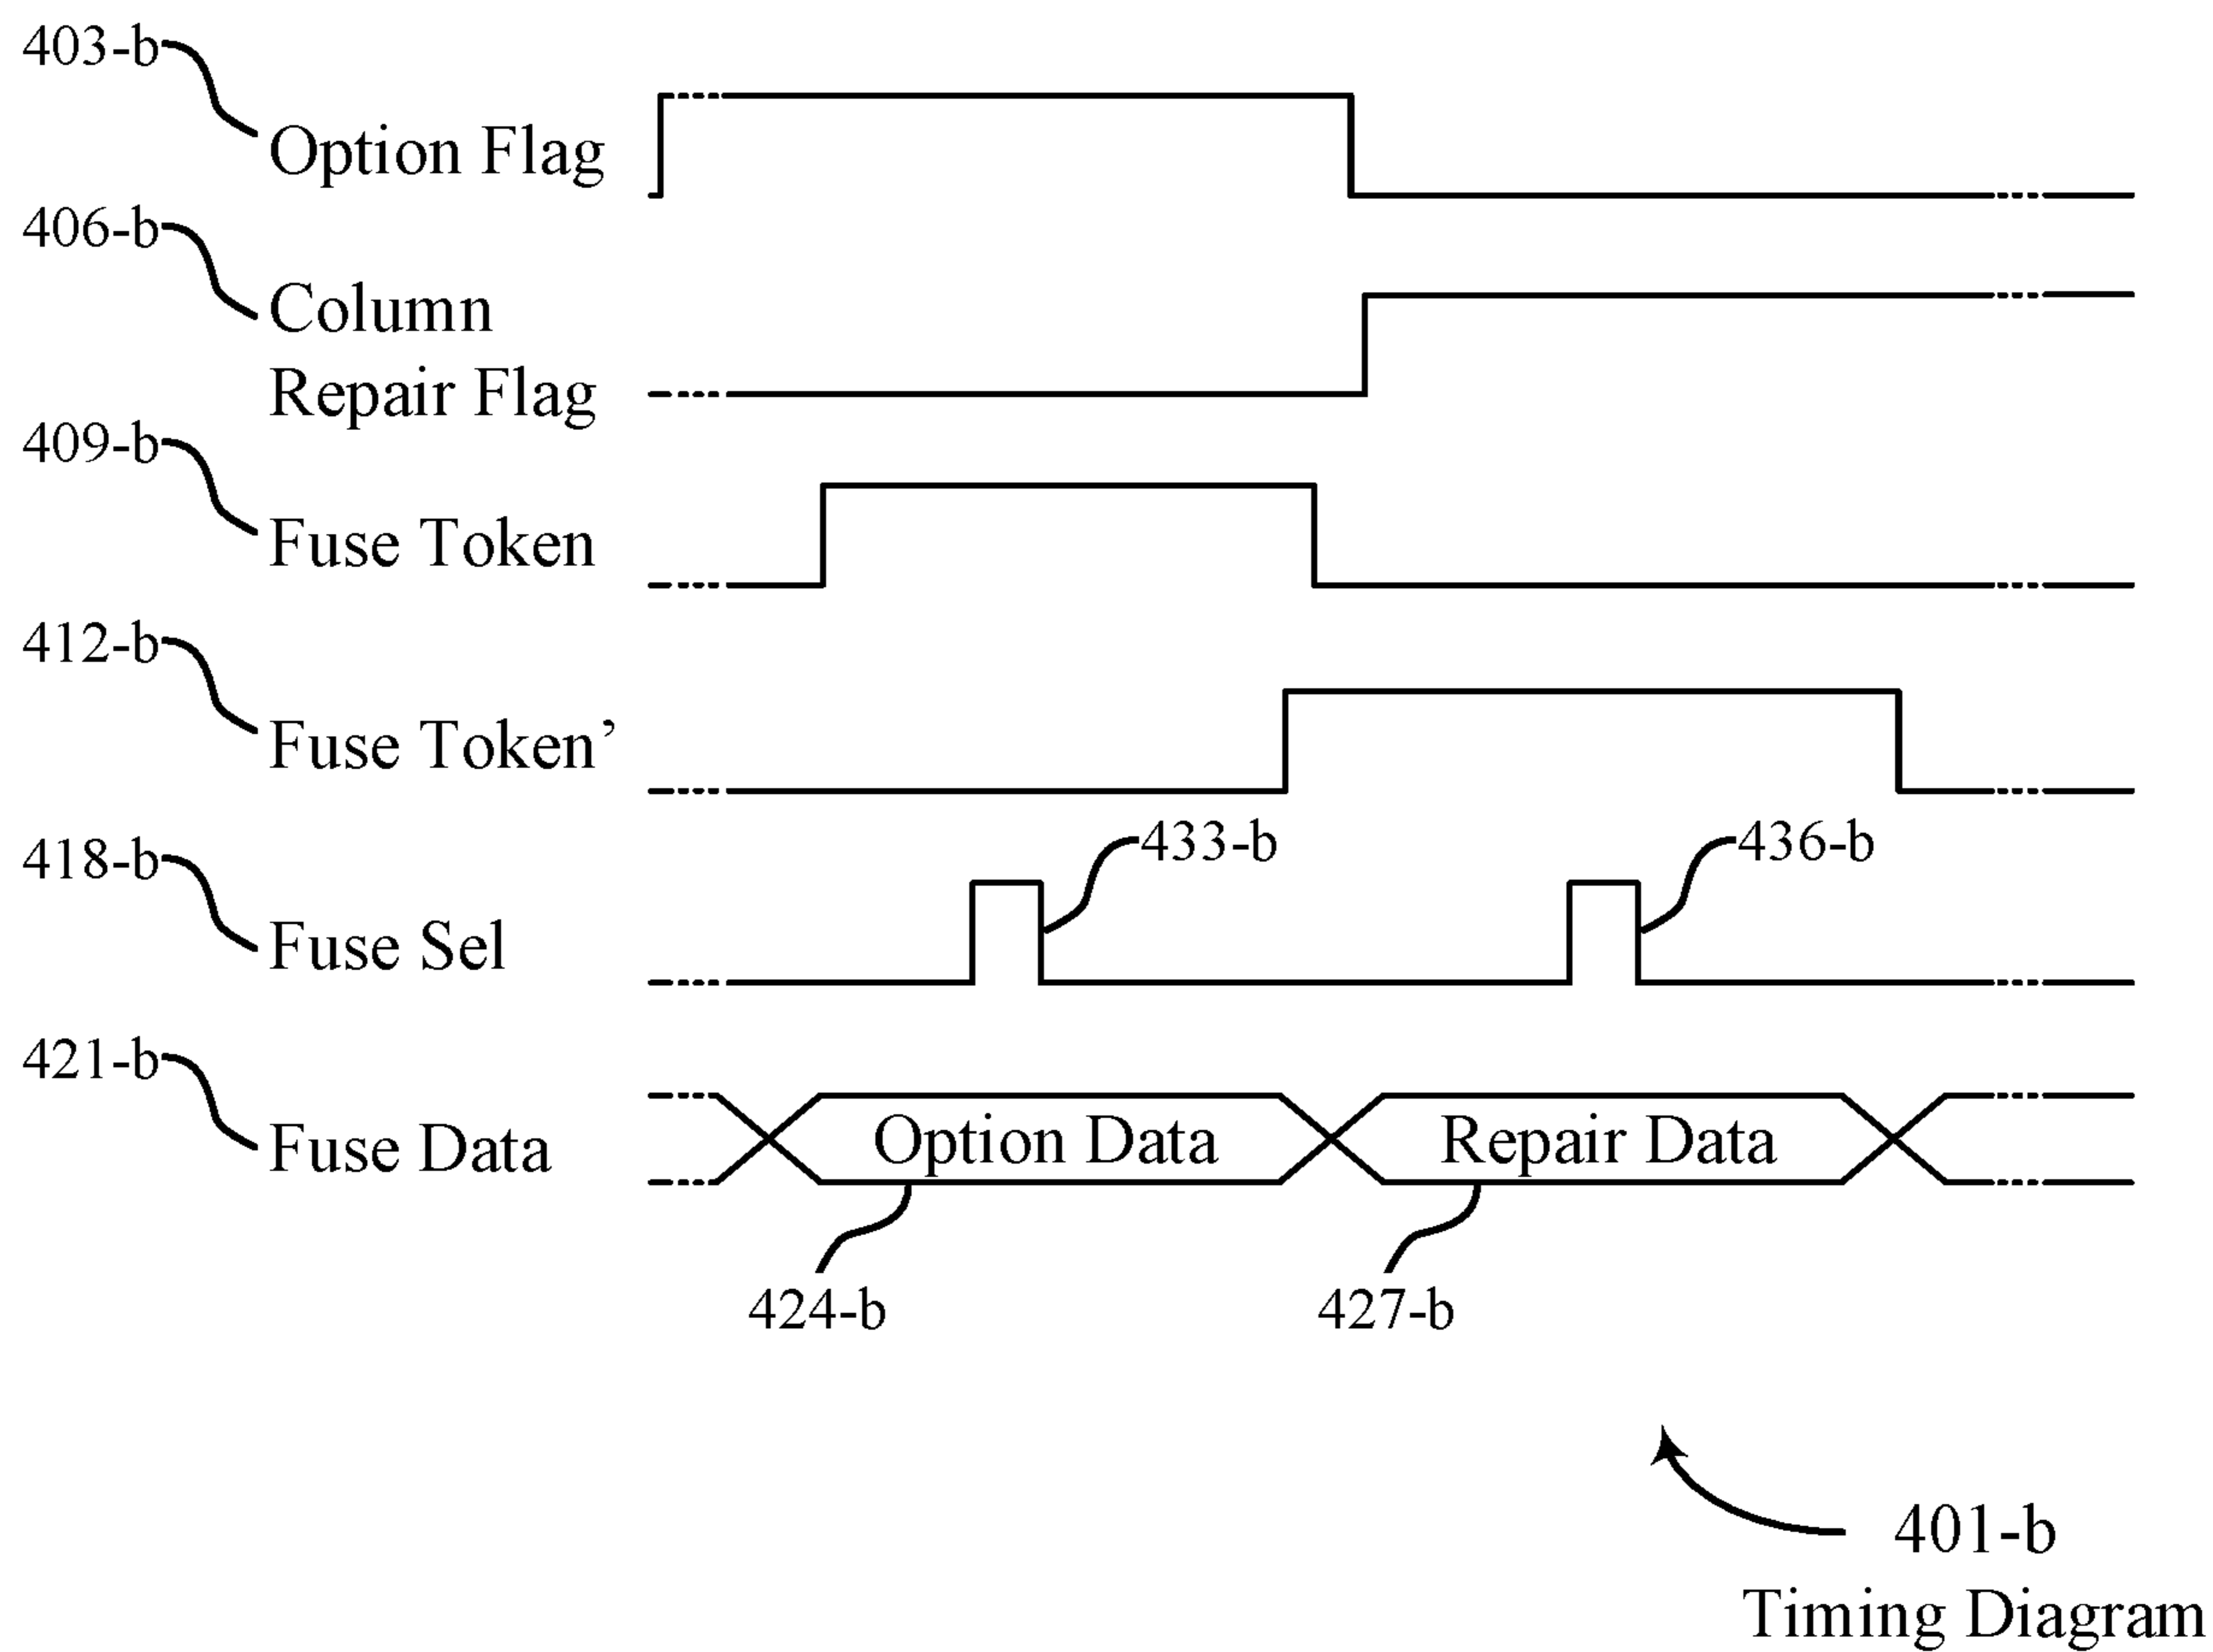 403-b
Option Flag
406-b
Column
Repair Flag
409-b
Fuse Token
412-b
Fuse Token’
433-b
436-b
418-b
Fuse Sel
421-b
Fuse Data
Option Data
Repair Data
424-b
427-b
401-b
Timing Diagram